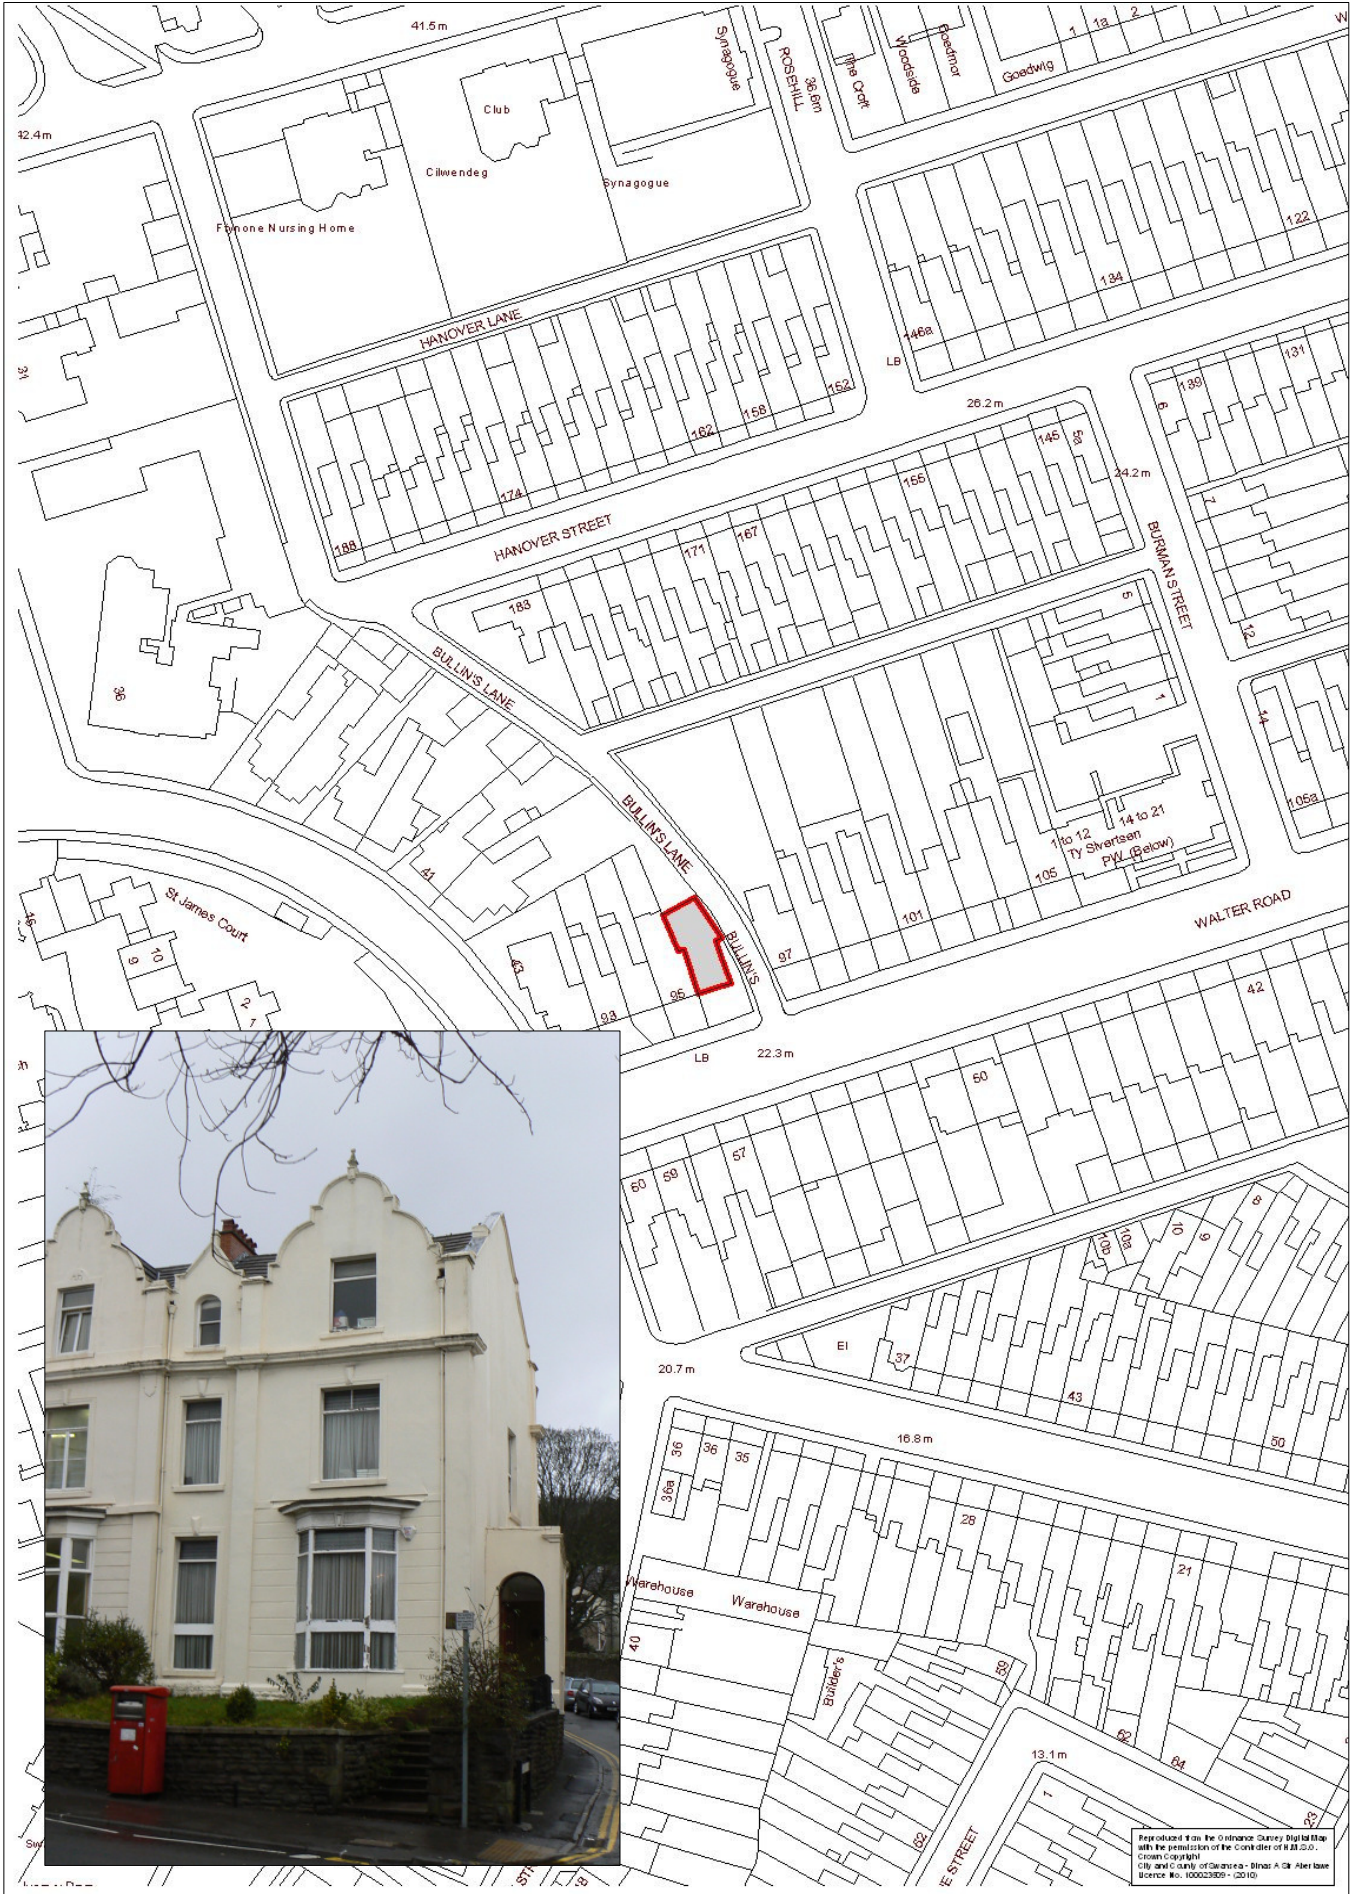 41.5m
Synagogue
ROSEHILL
36.6m
The Croft
Woodside
Goedmor
Goedwig
1
1a
2
W
42.4m
Club
Cilwendeg
Synagogue
Ffynone Nursing Home
122
134
146a
LB
HANOVER LANE
31
131
139
6
152
158
162
174
188
26.2m
145
5a
155
24.2m
7
HANOVER STREET
167
171
183
BURMAN STREET
5
12
1
BULLIN'S LANE
36
14
105a
BULLIN'S LANE
41
1 to 12
14 to 21
Ty Sivertsen
PW (Below)
105
101
WALTER ROAD
St James Court
16
9
10
2
1
43
BULLIN'S
97
95
93
42
LB
22.3m
60
57
59
60
8
9
10
10a
10b
El
37
20.7m
43
50
16.8m
36
36
35
36a
28
21
Warehouse
Warehouse
40
Builder's
59
62
64
13.1m
1
23
62
E STREET
Reproduced from the Ordnance Survey Digital Map
with the permission of the Controller of H.M.S.O.
Crown Copyright
City and County of Swansea - Dinas A Sir Abertawe
Licence No. 100023509 - (2010)